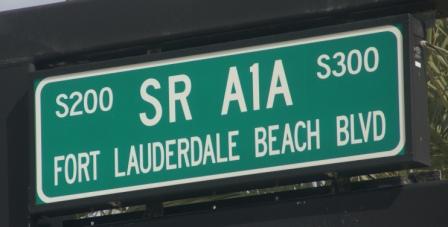 S200 SR A1A S300
FORT LAUDERDALE BEACH BLVD